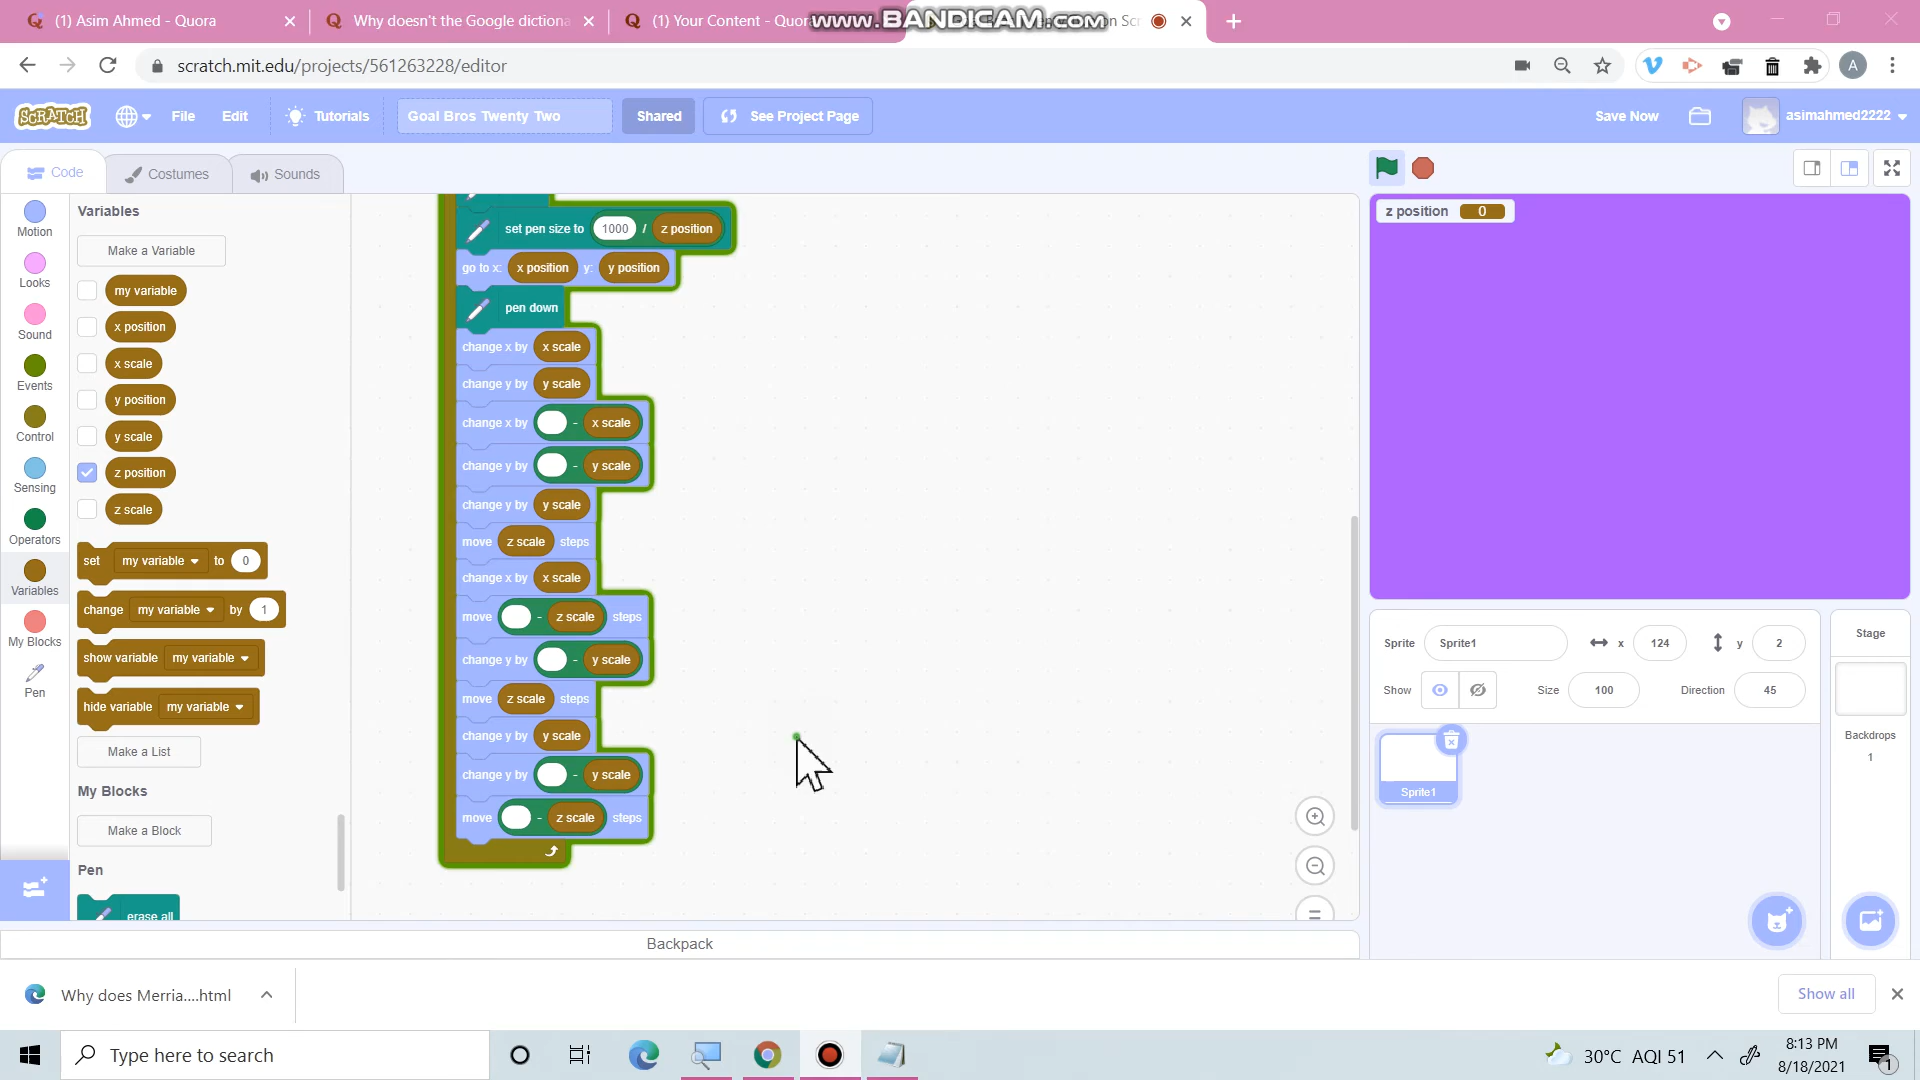 (1) Asim Ahmed - Quora
Why doesn't the Google dictiona
(1) Your Content - Quora
www.BANDICAM.com
scratch.mit.edu/projects/561263228/editor
A
SCRATCH
File
Edit
Tutorials
Goal Bros Twenty Two
Shared
See Project Page
Save Now
asimahmed2222
Code
Costumes
Sounds
Motion
Looks
Sound
Events
Control
Sensing
Operators
Variables
My Blocks
Pen
Variables
Make a Variable
my variable
x position
x scale
y position
y scale
z position
z scale
set my variable to 0
change my variable by 1
show variable my variable
hide variable my variable
Make a List
My Blocks
Make a Block
Pen
erase all
set pen size to 1000 / z position
go to x: x position y: y position
pen down
change x by x scale
change y by y scale
change x by - x scale
change y by - y scale
change y by y scale
move z scale steps
change x by x scale
move - z scale steps
change y by - y scale
move z scale steps
change y by y scale
change y by - y scale
move - z scale steps
z position 0
Sprite Sprite1 x 124 y 2
Show Size 100 Direction 45
Sprite1
Stage
Backdrops
1
Backpack
Why does Merria....html
Show all
Type here to search
30°C AQI 51
8:13 PM
8/18/2021
1